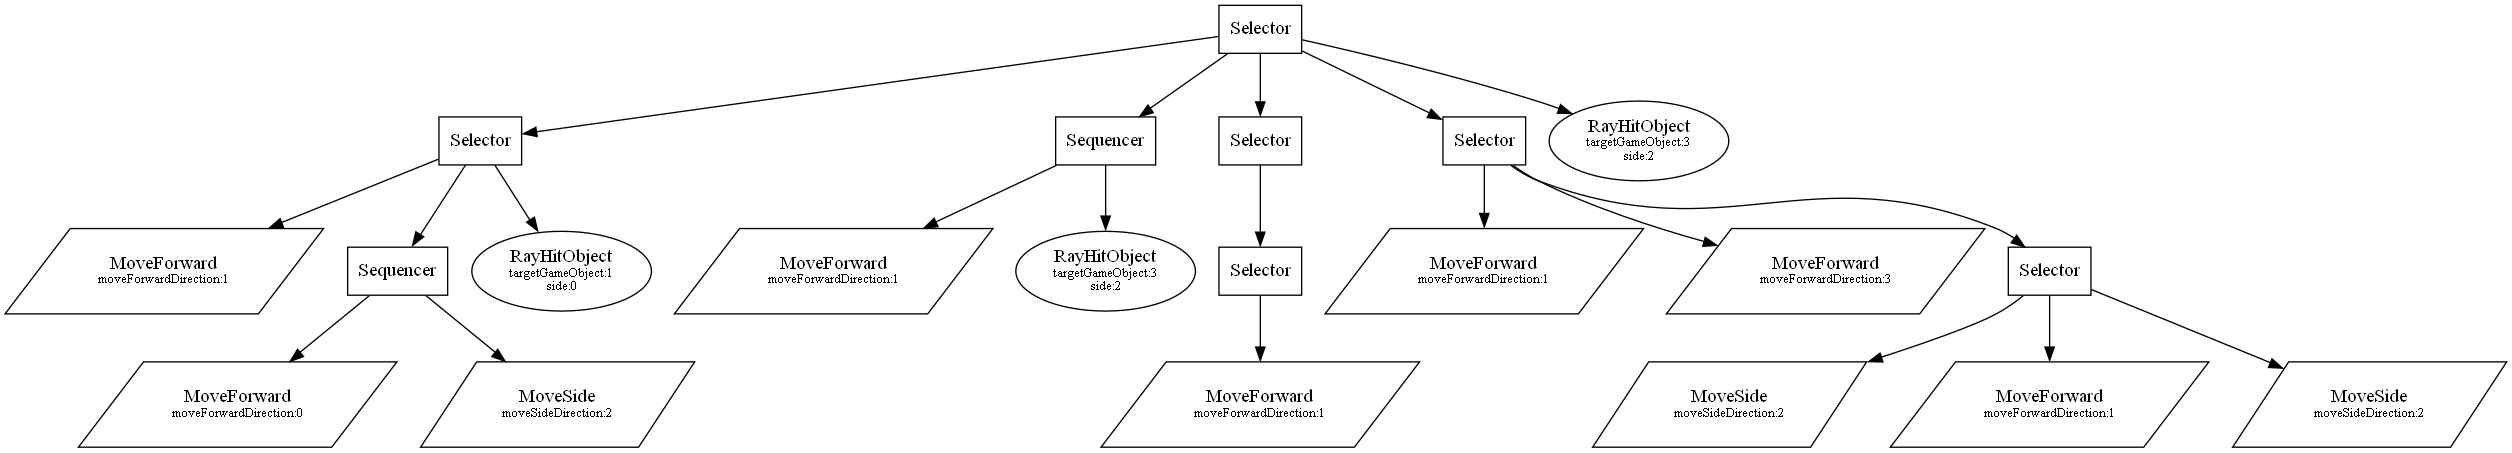 Selector
Selector
Sequencer
Selector
Selector
RayHitObject
targetGameObject:3
side:2
MoveForward
moveForwardDirection:1
Sequencer
RayHitObject
targetGameObject:1
side:0
MoveForward
moveForwardDirection:1
RayHitObject
targetGameObject:3
side:2
Selector
MoveForward
moveForwardDirection:1
MoveForward
moveForwardDirection:3
Selector
MoveForward
moveForwardDirection:0
MoveSide
moveSideDirection:2
MoveForward
moveForwardDirection:1
MoveSide
moveSideDirection:2
MoveForward
moveForwardDirection:1
MoveSide
moveSideDirection:2